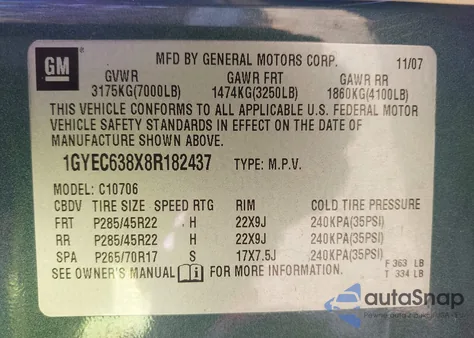 GM
MFD BY GENERAL MOTORS CORP. 11/07
GVWR GAWR FRT GAWR RR
3175KG(7000LB) 1474KG(3250LB) 1860KG(4100LB)
THIS VEHICLE CONFORMS TO ALL APPLICABLE U.S. FEDERAL MOTOR
VEHICLE SAFETY STANDARDS IN EFFECT ON THE DATE OF
MANUFACTURE SHOWN ABOVE.
1GYEC638X8R182437 TYPE: M.P.V.
MODEL: C10706
CBDV TIRE SIZE SPEED RTG RIM COLD TIRE PRESSURE
FRT P285/45R22 H 22X9J 240KPA(35PSI)
RR P285/45R22 H 22X9J 240KPA(35PSI)
SPA P265/70R17 S 17X7.5J 240KPA(35PSI)
SEE OWNER'S MANUAL FOR MORE INFORMATION
F 363 LB
T 334 LB
autoSnap